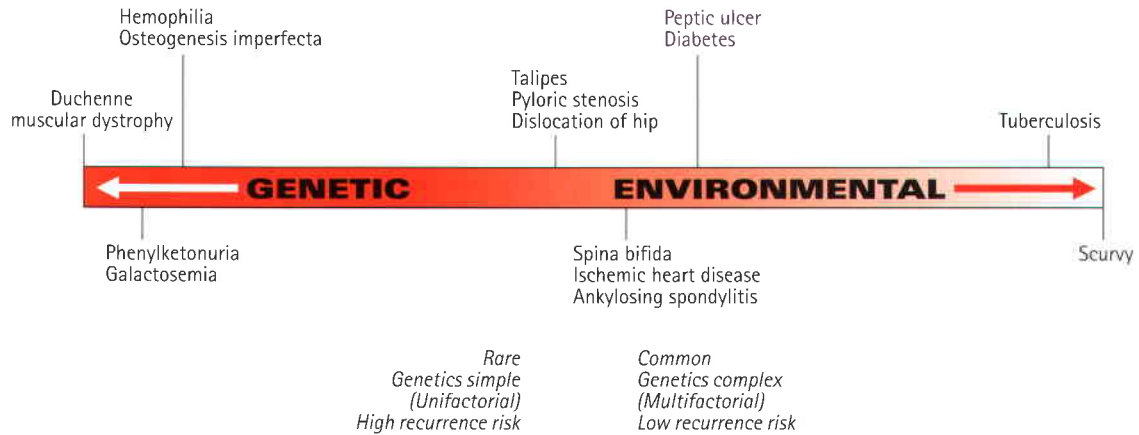 Hemophilia
Osteogenesis imperfecta
Peptic ulcer
Diabetes
Duchenne
muscular dystrophy
Talipes
Pyloric stenosis
Dislocation of hip
Tuberculosis
GENETIC
ENVIRONMENTAL
Phenylketonuria
Galactosemia
Spina bifida
Ischemic heart disease
Ankylosing spondylitis
Scurvy
Rare
Genetics simple
(Unifactorial)
High recurrence risk
Common
Genetics complex
(Multifactorial)
Low recurrence risk